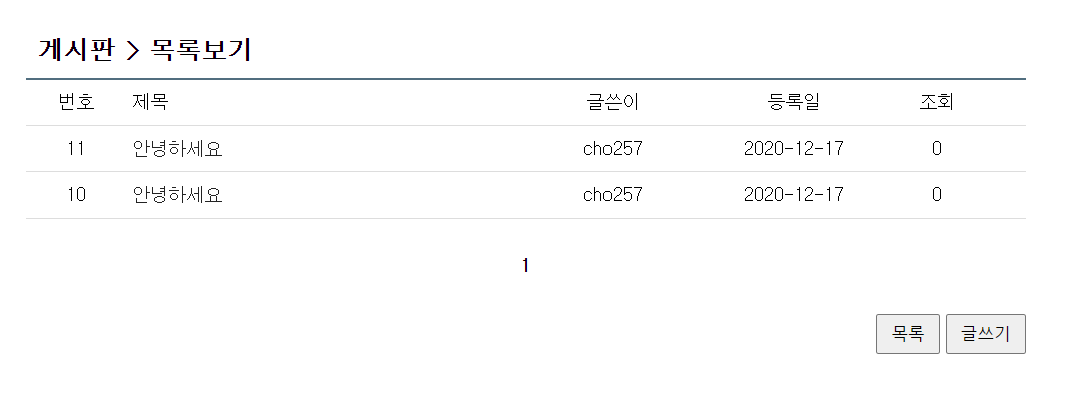 게시판 > 목록보기
번호 제목 글쓴이 등록일 조회
11 안녕하세요 cho257 2020-12-17 0
10 안녕하세요 cho257 2020-12-17 0
1
목록 글쓰기